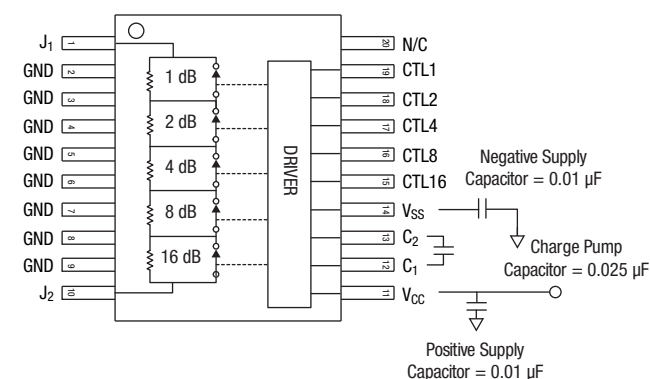 J1 1
GND 2
GND 3
GND 4
GND 5
GND 6
GND 7
GND 8
GND 9
J2 10
1 dB
2 dB
4 dB
8 dB
16 dB
DRIVER
20 N/C
19 CTL1
18 CTL2
17 CTL4
16 CTL8
15 CTL16
14 VSS
13 C2
12 C1
11 VCC
Negative Supply
Capacitor = 0.01 µF
Charge Pump
Capacitor = 0.025 µF
Positive Supply
Capacitor = 0.01 µF